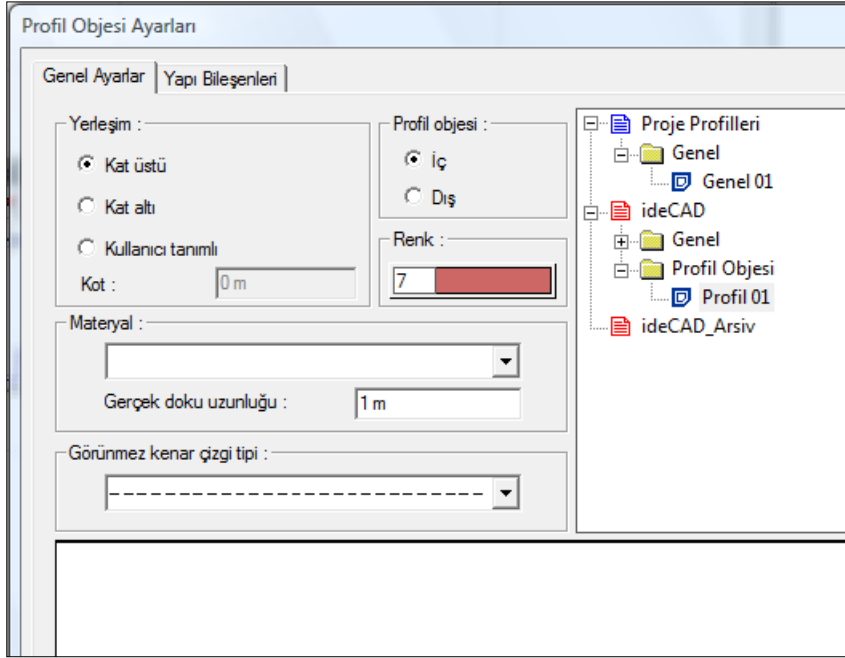 Profil Objesi Ayarları
Genel Ayarlar
Yapı Bileşenleri
Yerleşim :
Kat üstü
Kat altı
Kullanıcı tanımlı
Kot :
0 m
Profil objesi :
İç
Dış
Renk :
7
Materyal :
Gerçek doku uzunluğu :
1 m
Görünmez kenar çizgi tipi :
Proje Profilleri
Genel
Genel 01
ideCAD
Genel
Profil Objesi
Profil 01
ideCAD_Arsiv